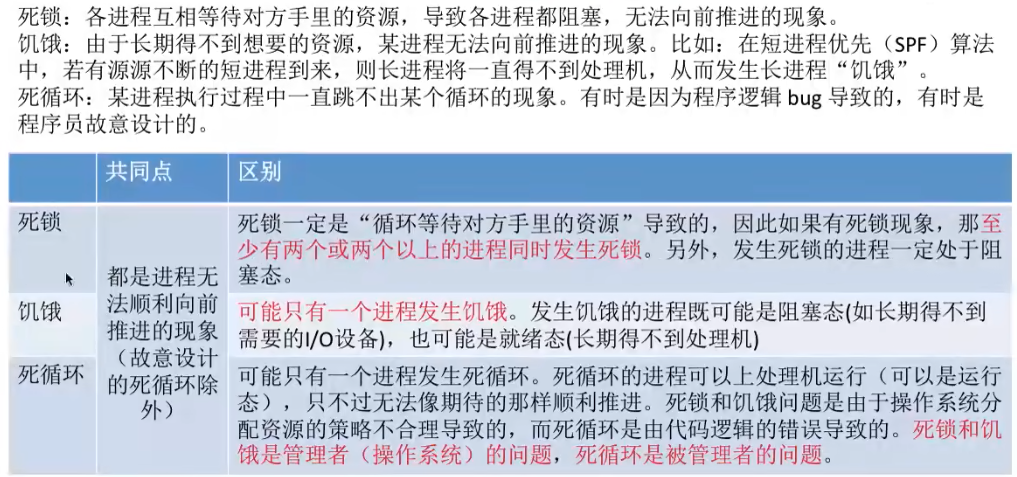 死锁：各进程互相等待对方手里的资源，导致各进程都阻塞，无法向前推进的现象。
饥饿：由于长期得不到想要的资源，某进程无法向前推进的现象。比如：在短进程优先（SPF）算法
中，若有源源不断的短进程到来，则长进程将一直得不到处理机，从而发生长进程“饥饿”。
死循环：某进程执行过程中一直跳不出某个循环的现象。有时是因为程序逻辑 bug 导致的，有时是
程序员故意设计的。
共同点
区别
死锁
死锁一定是“循环等待对方手里的资源”导致的，因此如果有死锁现象，那至
少有两个或两个以上的进程同时发生死锁。另外，发生死锁的进程一定处于阻
塞态。
都是进程无
法顺利向前
推进的现象
（故意设计
的死循环除
外）
饥饿
可能只有一个进程发生饥饿。发生饥饿的进程既可能是阻塞态(如长期得不到
需要的I/O设备)，也可能是就绪态(长期得不到处理机)
死循环
可能只有一个进程发生死循环。死循环的进程可以上处理机运行（可以是运行
态），只不过无法像期待的那样顺利推进。死锁和饥饿问题是由于操作系统分
配资源的策略不合理导致的，而死循环是由代码逻辑的错误导致的。死锁和饥
饿是管理者（操作系统）的问题，死循环是被管理者的问题。